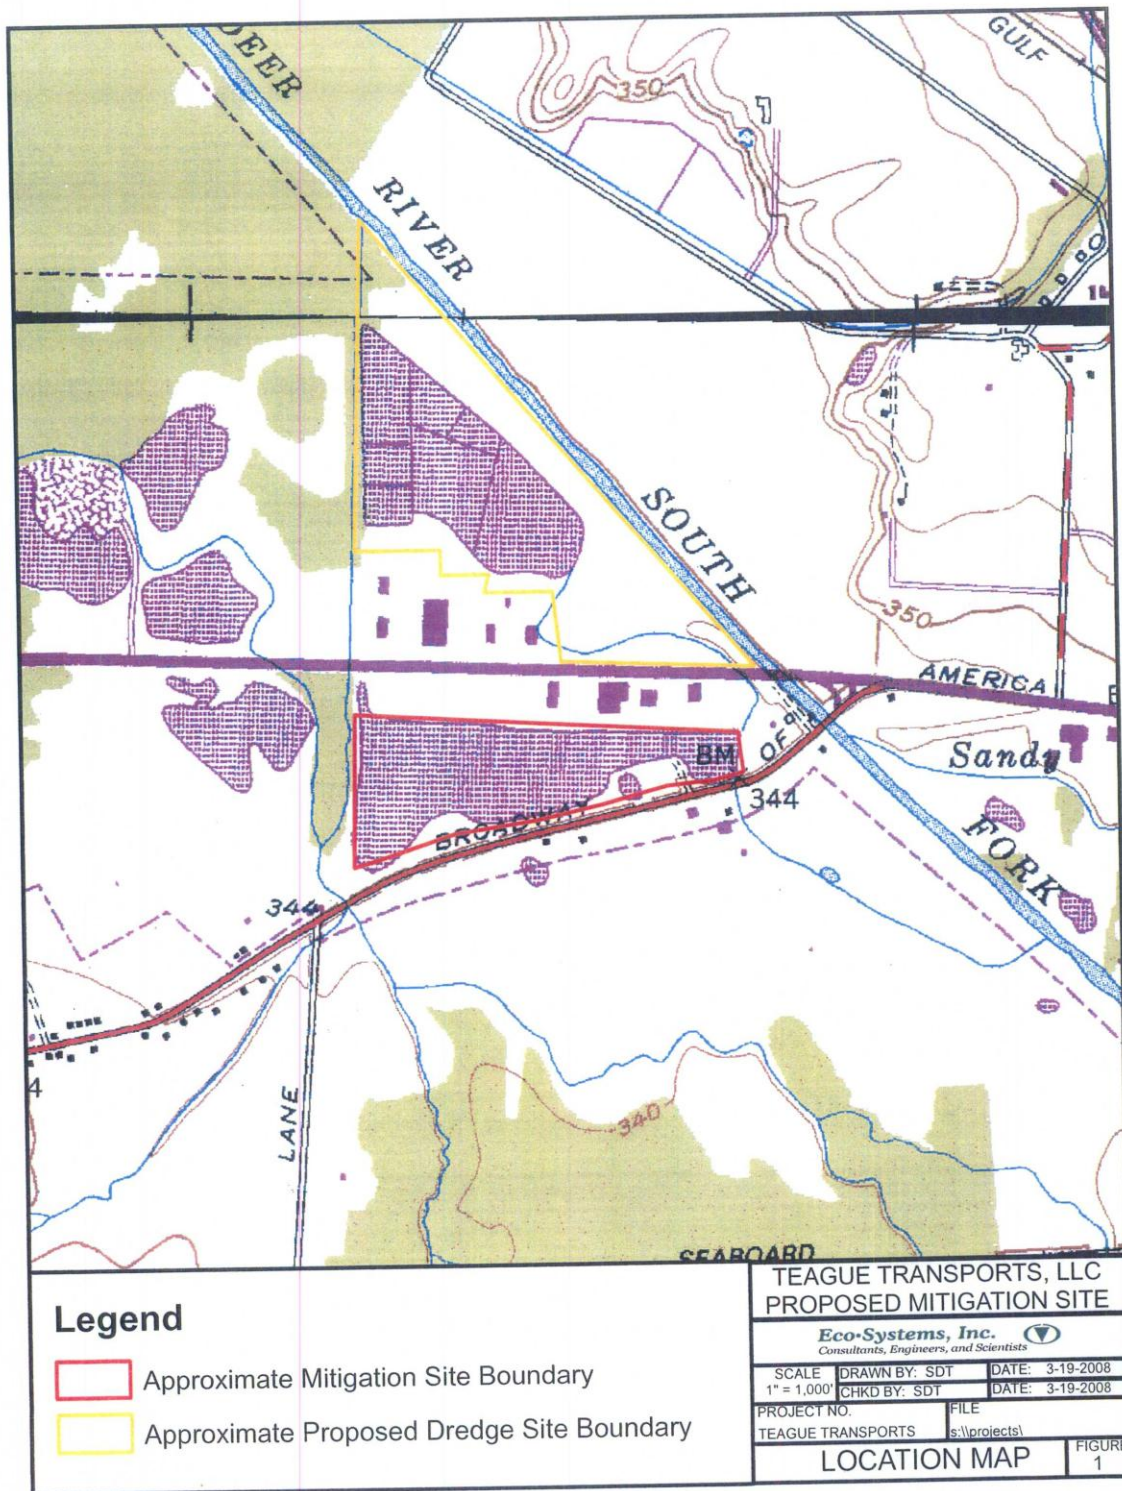 DEER
GULF
350
RIVER
SOUTH
350
AMERICA
BM
OF
Sandy
344
BROADWAY
FORK
344
4
LANE
340
SEABOARD
Legend
Approximate Mitigation Site Boundary
Approximate Proposed Dredge Site Boundary
TEAGUE TRANSPORTS, LLC
PROPOSED MITIGATION SITE
Eco-Systems, Inc.
Consultants, Engineers, and Scientists
SCALE
1" = 1,000'
DRAWN BY: SDT
DATE: 3-19-2008
CHKD BY: SDT
DATE: 3-19-2008
PROJECT NO.
TEAGUE TRANSPORTS
FILE
s:\\projects\
LOCATION MAP
FIGURE
1